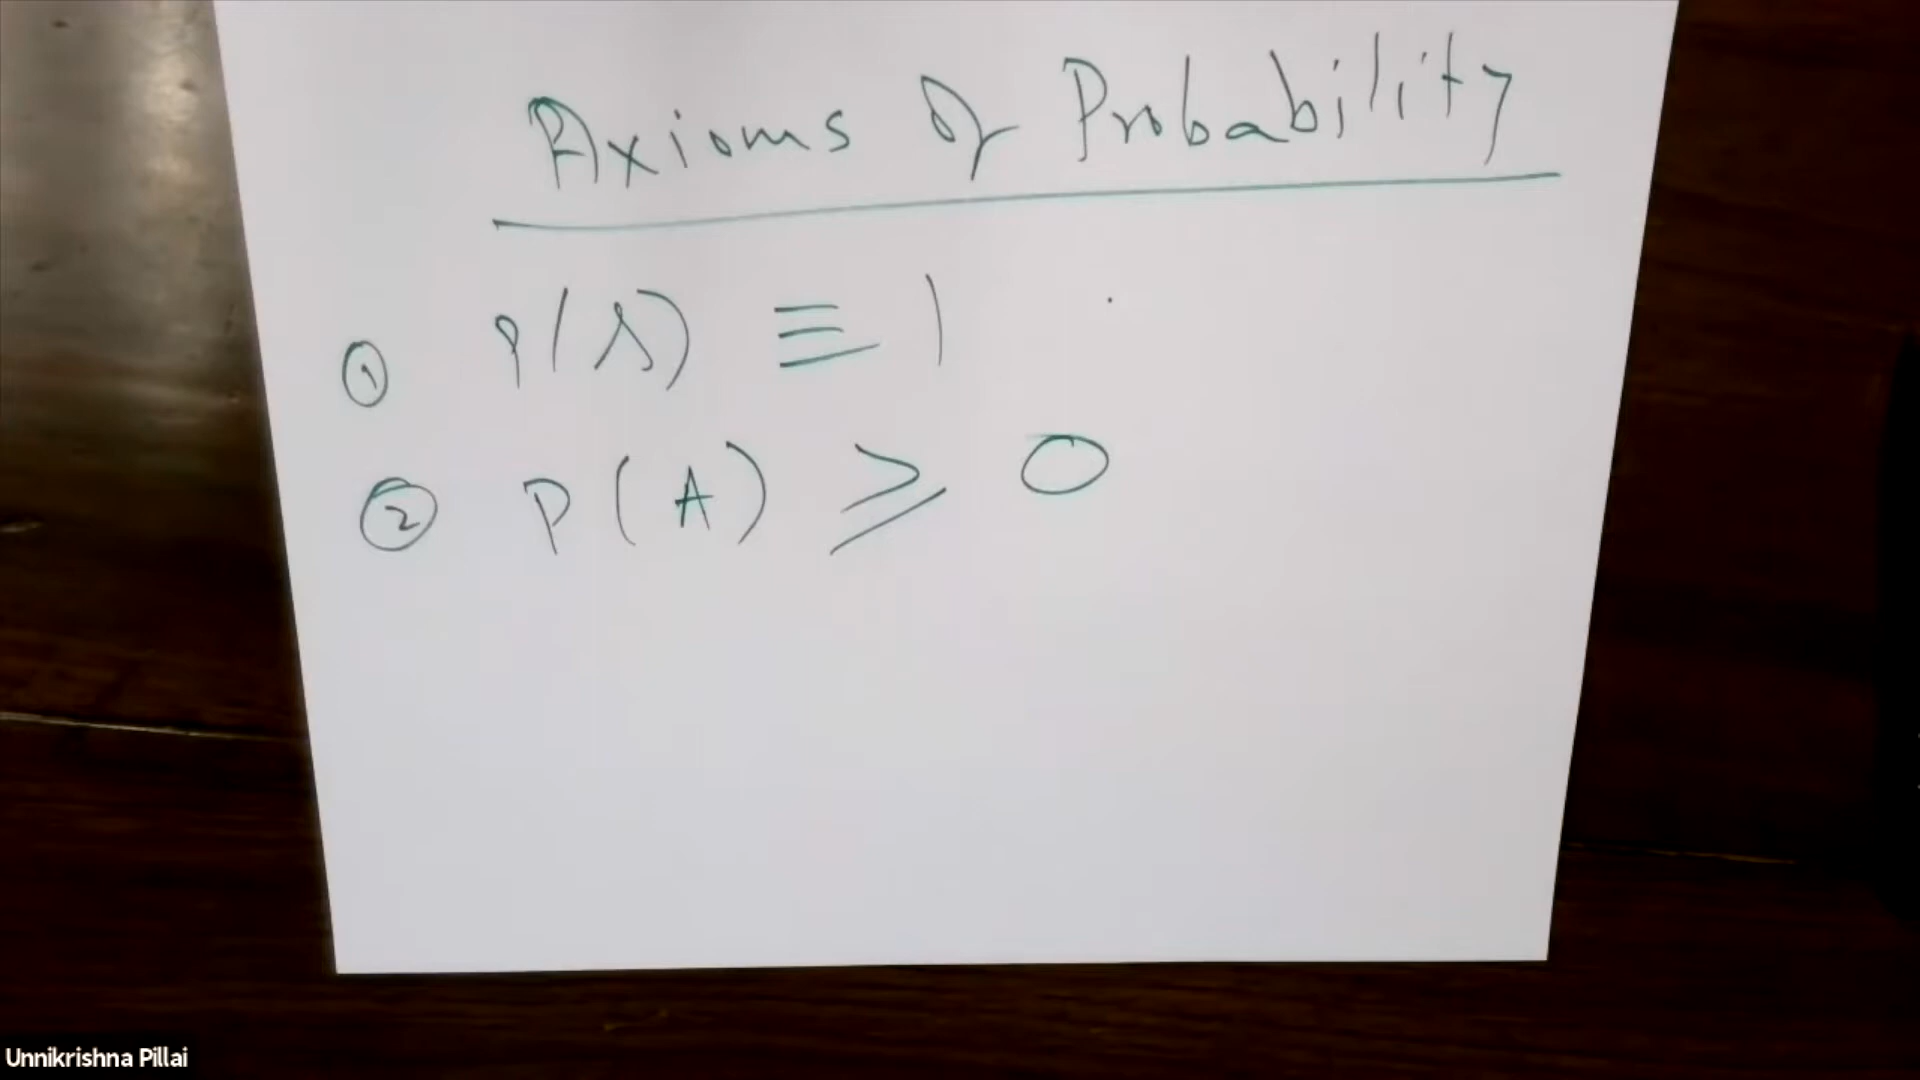 Axioms of Probability
① P(S) ≡ 1
② P(A) ≥ 0
Unnikrishna Pillai